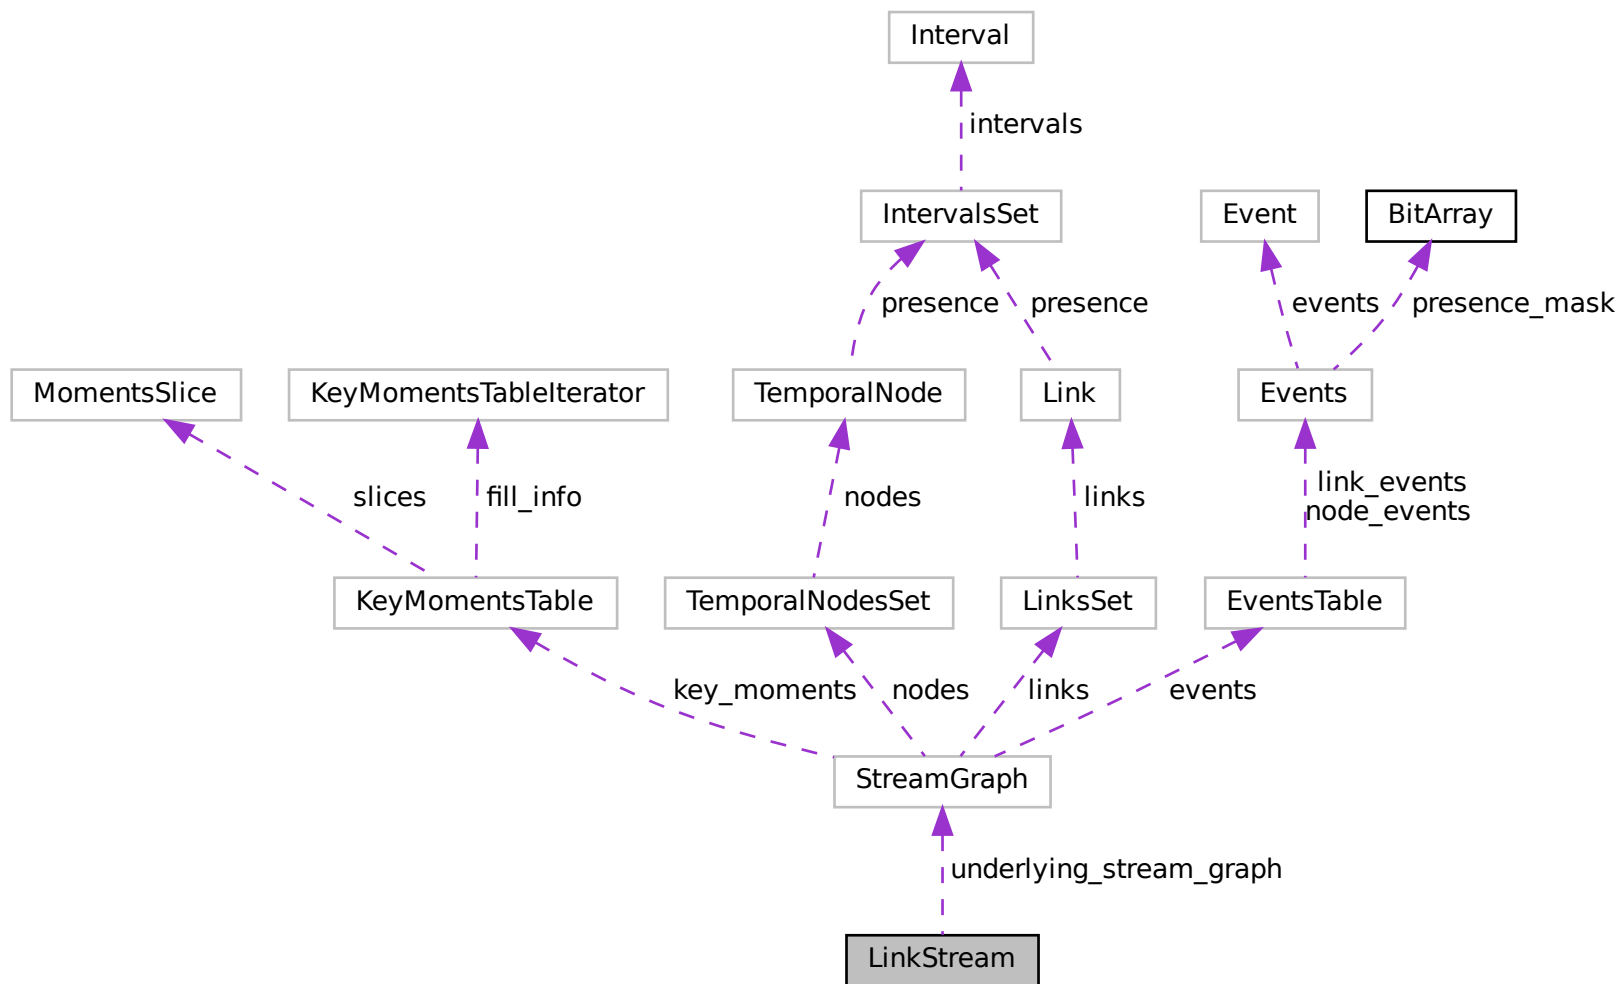 Interval
intervals
IntervalsSet
Event
BitArray
presence
presence
events
presence_mask
MomentsSlice
KeyMomentsTableIterator
TemporalNode
Link
Events
slices
fill_info
nodes
links
link_events
node_events
KeyMomentsTable
TemporalNodesSet
LinksSet
EventsTable
key_moments
nodes
links
events
StreamGraph
underlying_stream_graph
LinkStream